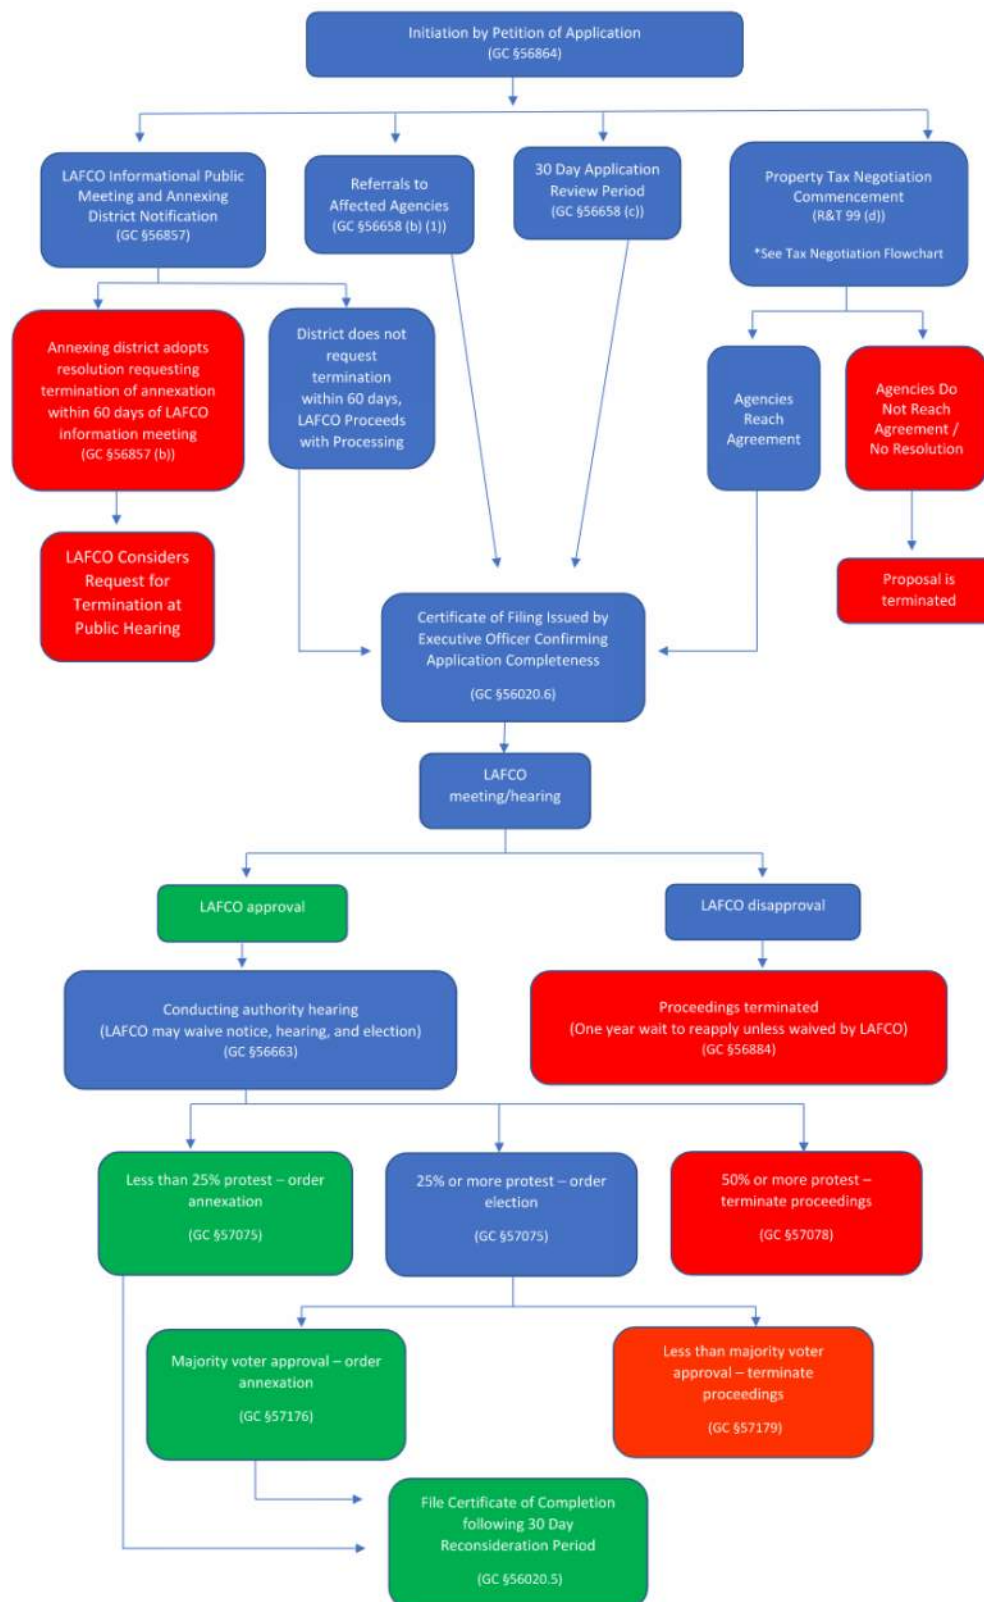 Initiation by Petition of Application
(GC §56864)
LAFCO Informational Public
Meeting and Annexing
District Notification
(GC §56857)
Referrals to
Affected Agencies
(GC §56658 (b) (1))
30 Day Application
Review Period
(GC §56658 (c))
Property Tax Negotiation
Commencement
(R&T 99 (d))
*See Tax Negotiation Flowchart
Annexing district adopts
resolution requesting
termination of annexation
within 60 days of LAFCO
information meeting
(GC §56857 (b))
District does not
request
termination
within 60 days,
LAFCO Proceeds
with Processing
Agencies
Reach
Agreement
Agencies Do
Not Reach
Agreement /
No Resolution
LAFCO Considers
Request for
Termination at
Public Hearing
Proposal is
terminated
Certificate of Filing Issued by
Executive Officer Confirming
Application Completeness
(GC §56020.6)
LAFCO
meeting/hearing
LAFCO approval
LAFCO disapproval
Conducting authority hearing
(LAFCO may waive notice, hearing, and election)
(GC §56663)
Proceedings terminated
(One year wait to reapply unless waived by LAFCO)
(GC §56884)
Less than 25% protest – order
annexation
(GC §57075)
25% or more protest – order
election
(GC §57075)
50% or more protest –
terminate proceedings
(GC §57078)
Majority voter approval – order
annexation
(GC §57176)
Less than majority voter
approval – terminate
proceedings
(GC §57179)
File Certificate of Completion
following 30 Day
Reconsideration Period
(GC §56020.5)